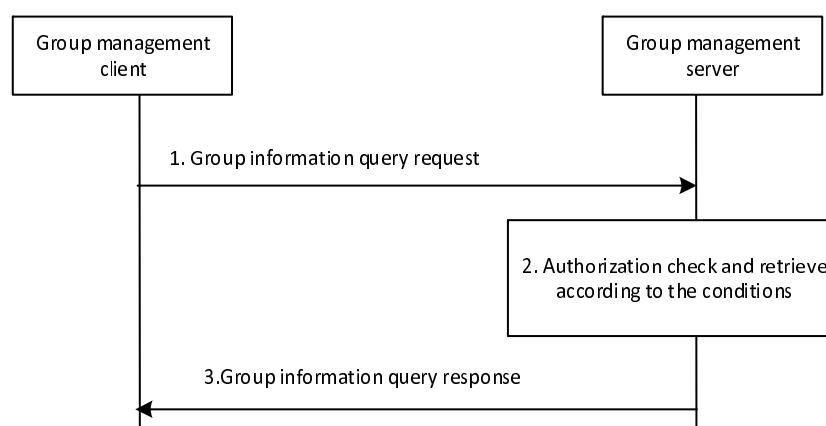 Group management
client
Group management
server
1. Group information query request
2. Authorization check and retrieve
according to the conditions
3.Group information query response